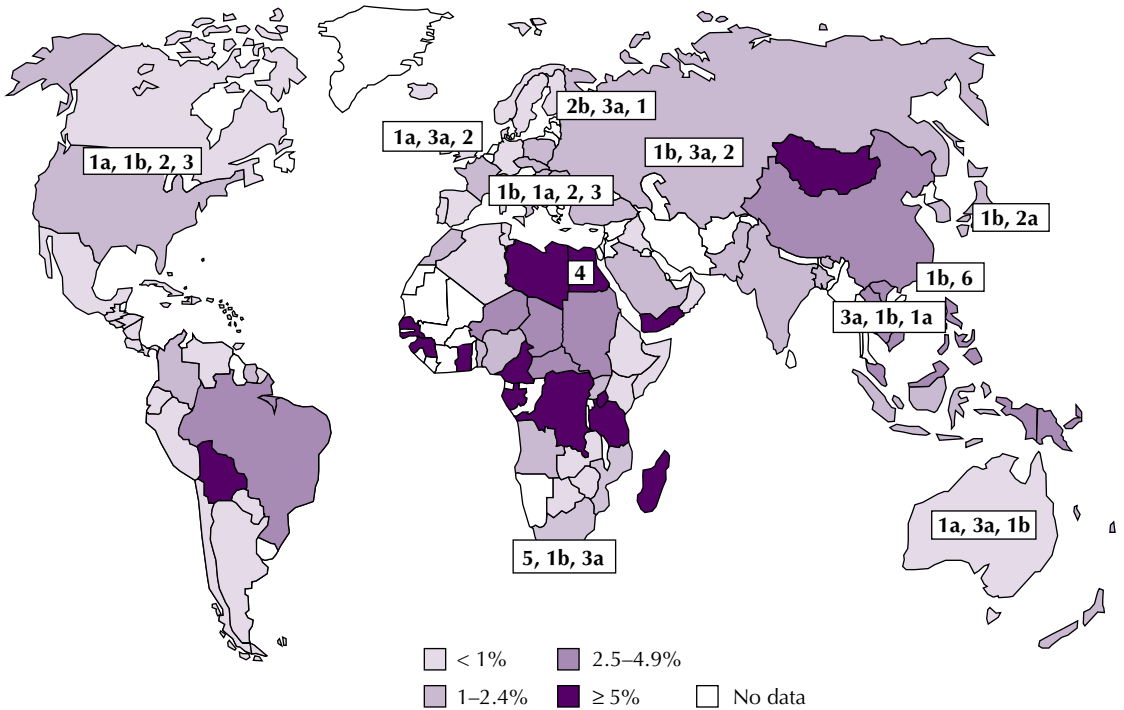 2b, 3a, 1
1a, 3a, 2
1a, 1b, 2, 3
1b, 3a, 2
1b, 1a, 2, 3
1b, 2a
4
1b, 6
3a, 1b, 1a
1a, 3a, 1b
5, 1b, 3a
< 1%
2.5–4.9%
1–2.4%
≥ 5%
No data